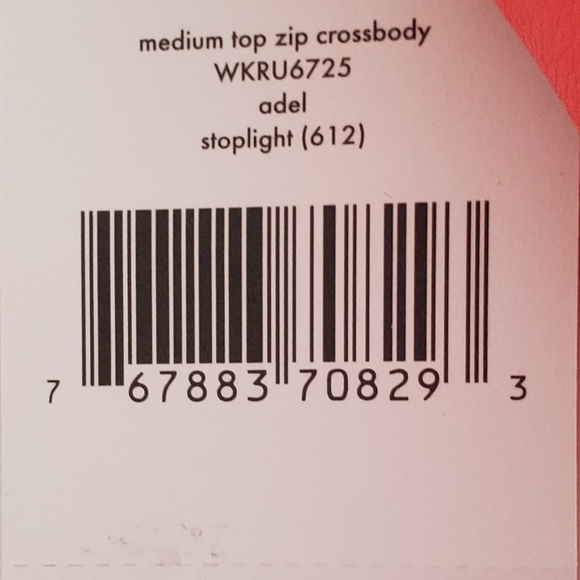 medium top zip crossbody
WKRU6725
adel
stoplight (612)
7 67883 70829 3